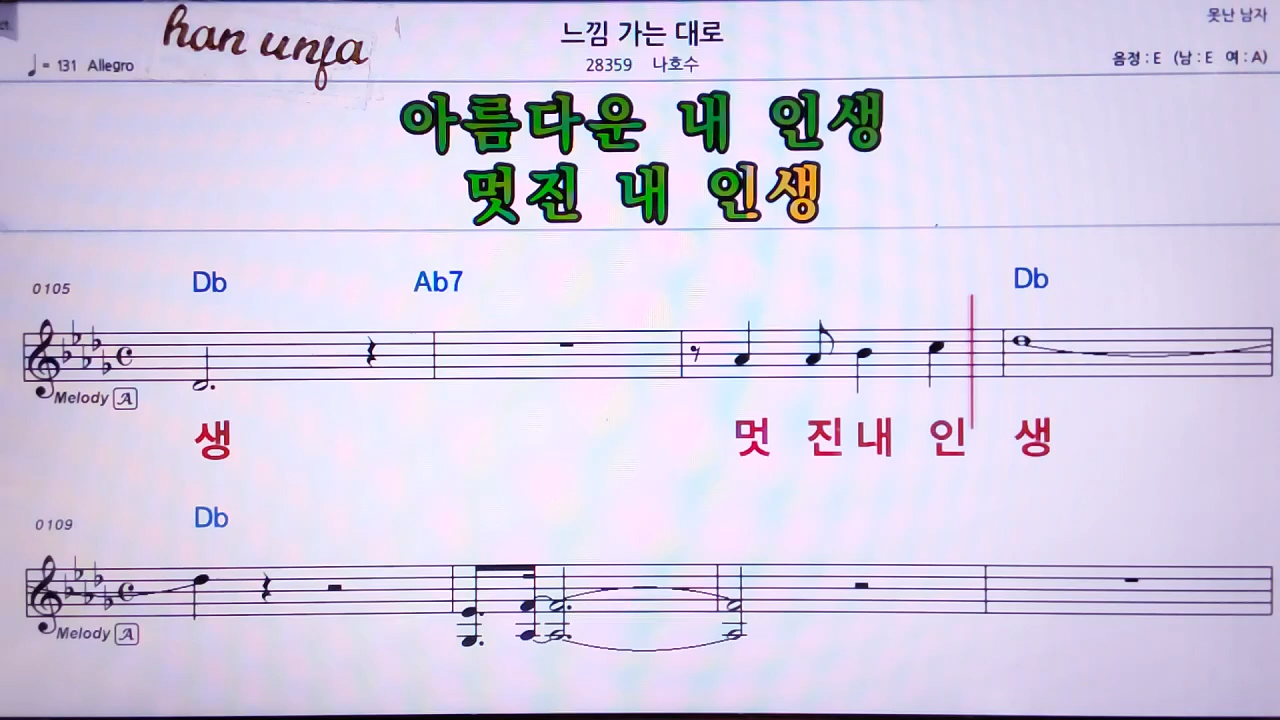 han unfa
느낌 가는 대로
못난 남자
♩= 131 Allegro
28359 나호수
음정 : E (남 : E 여 : A)
아름다운 내 인생
멋진 내 인생
0105 Db Ab7 Db
Melody A
생 멋 진 내 인 생
0109 Db
Melody A